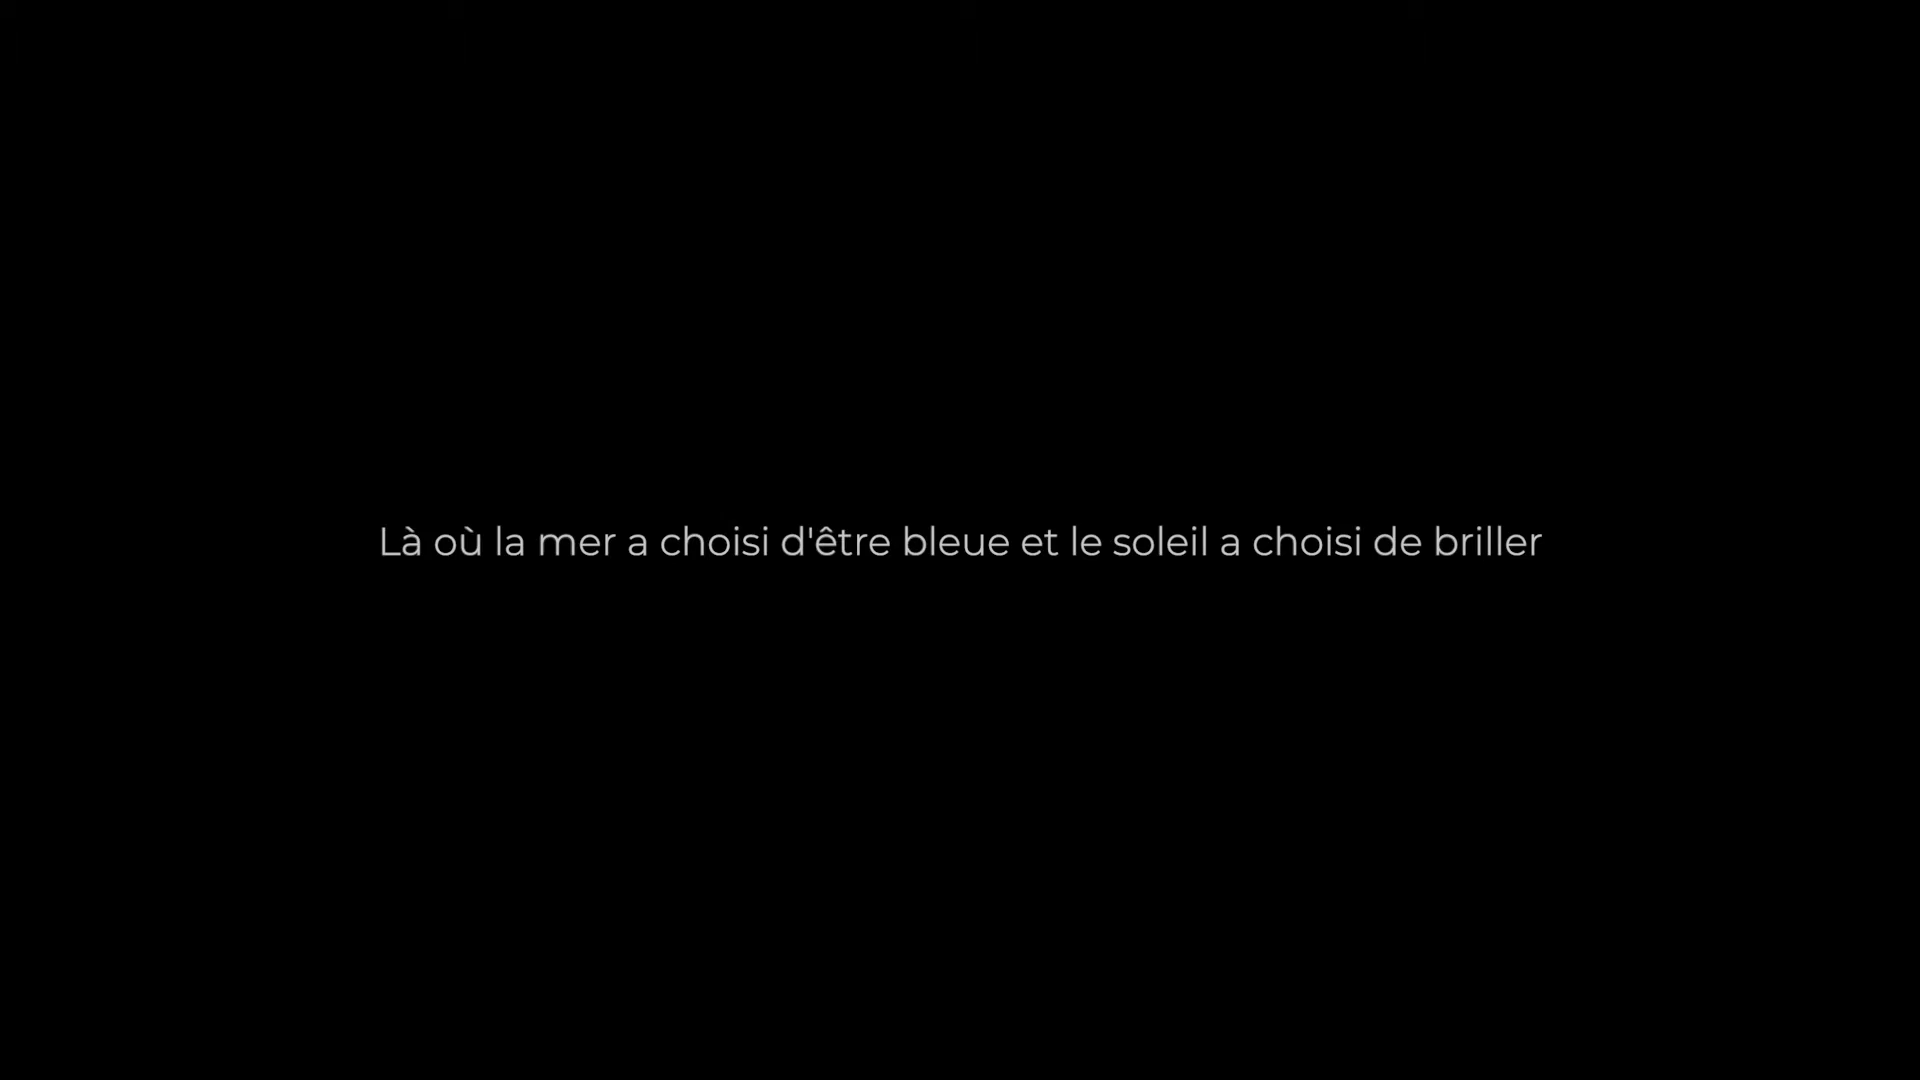 Là où la mer a choisi d'être bleue et le soleil a choisi de briller